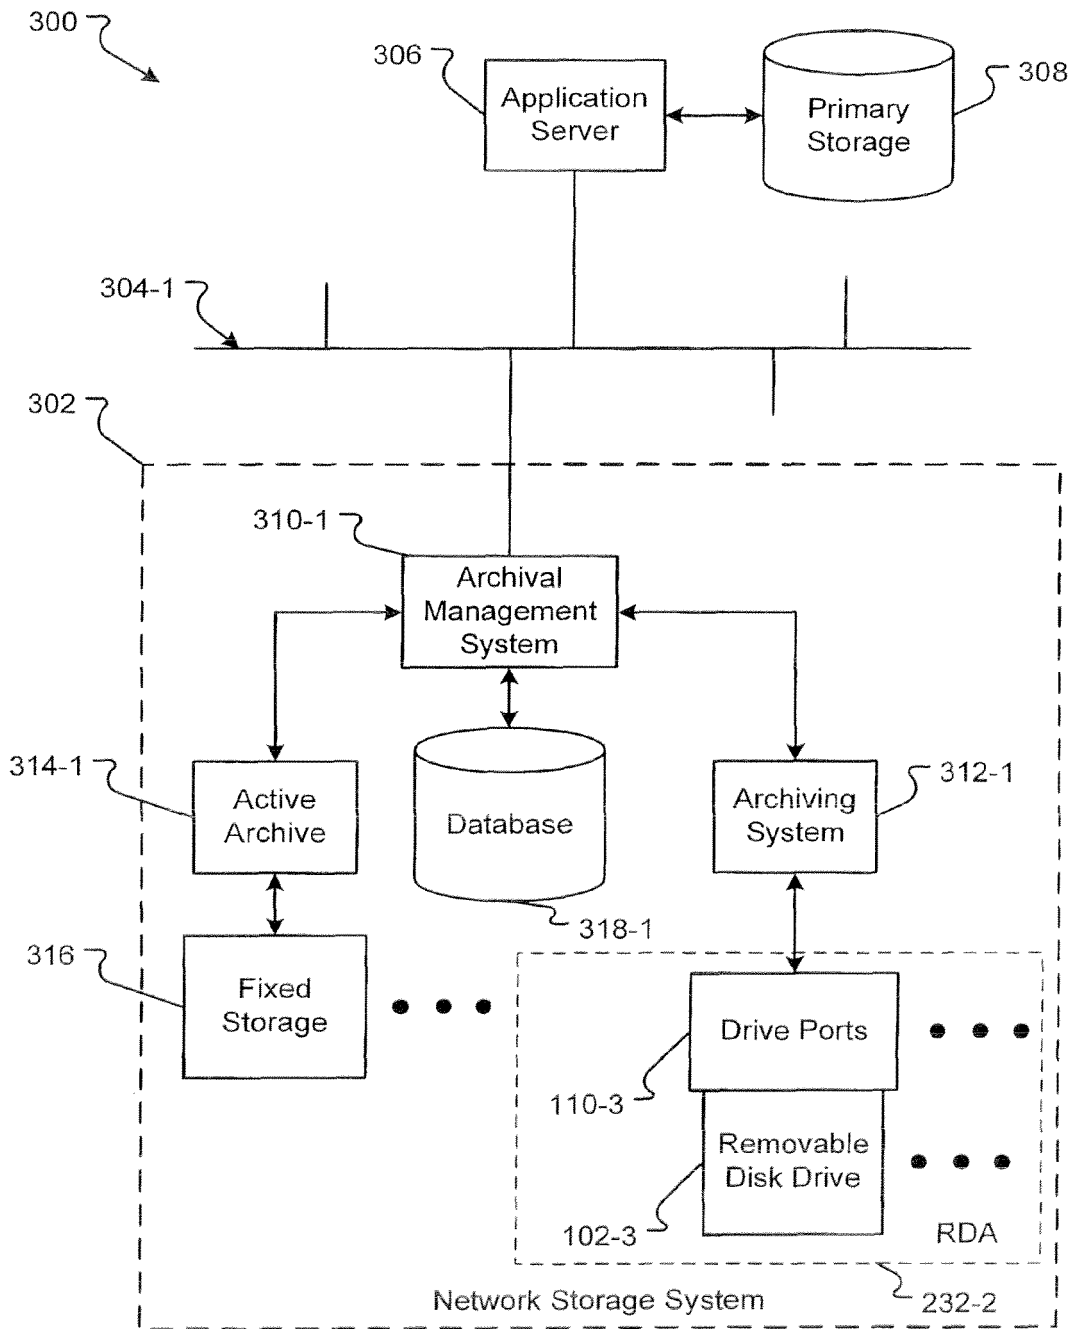 300
306
Application
Server
Primary
Storage
308
304-1
302
310-1
Archival
Management
System
314-1
Active
Archive
Database
Archiving
System
312-1
318-1
316
Fixed
Storage
Drive Ports
110-3
Removable
Disk Drive
102-3
RDA
Network Storage System
232-2